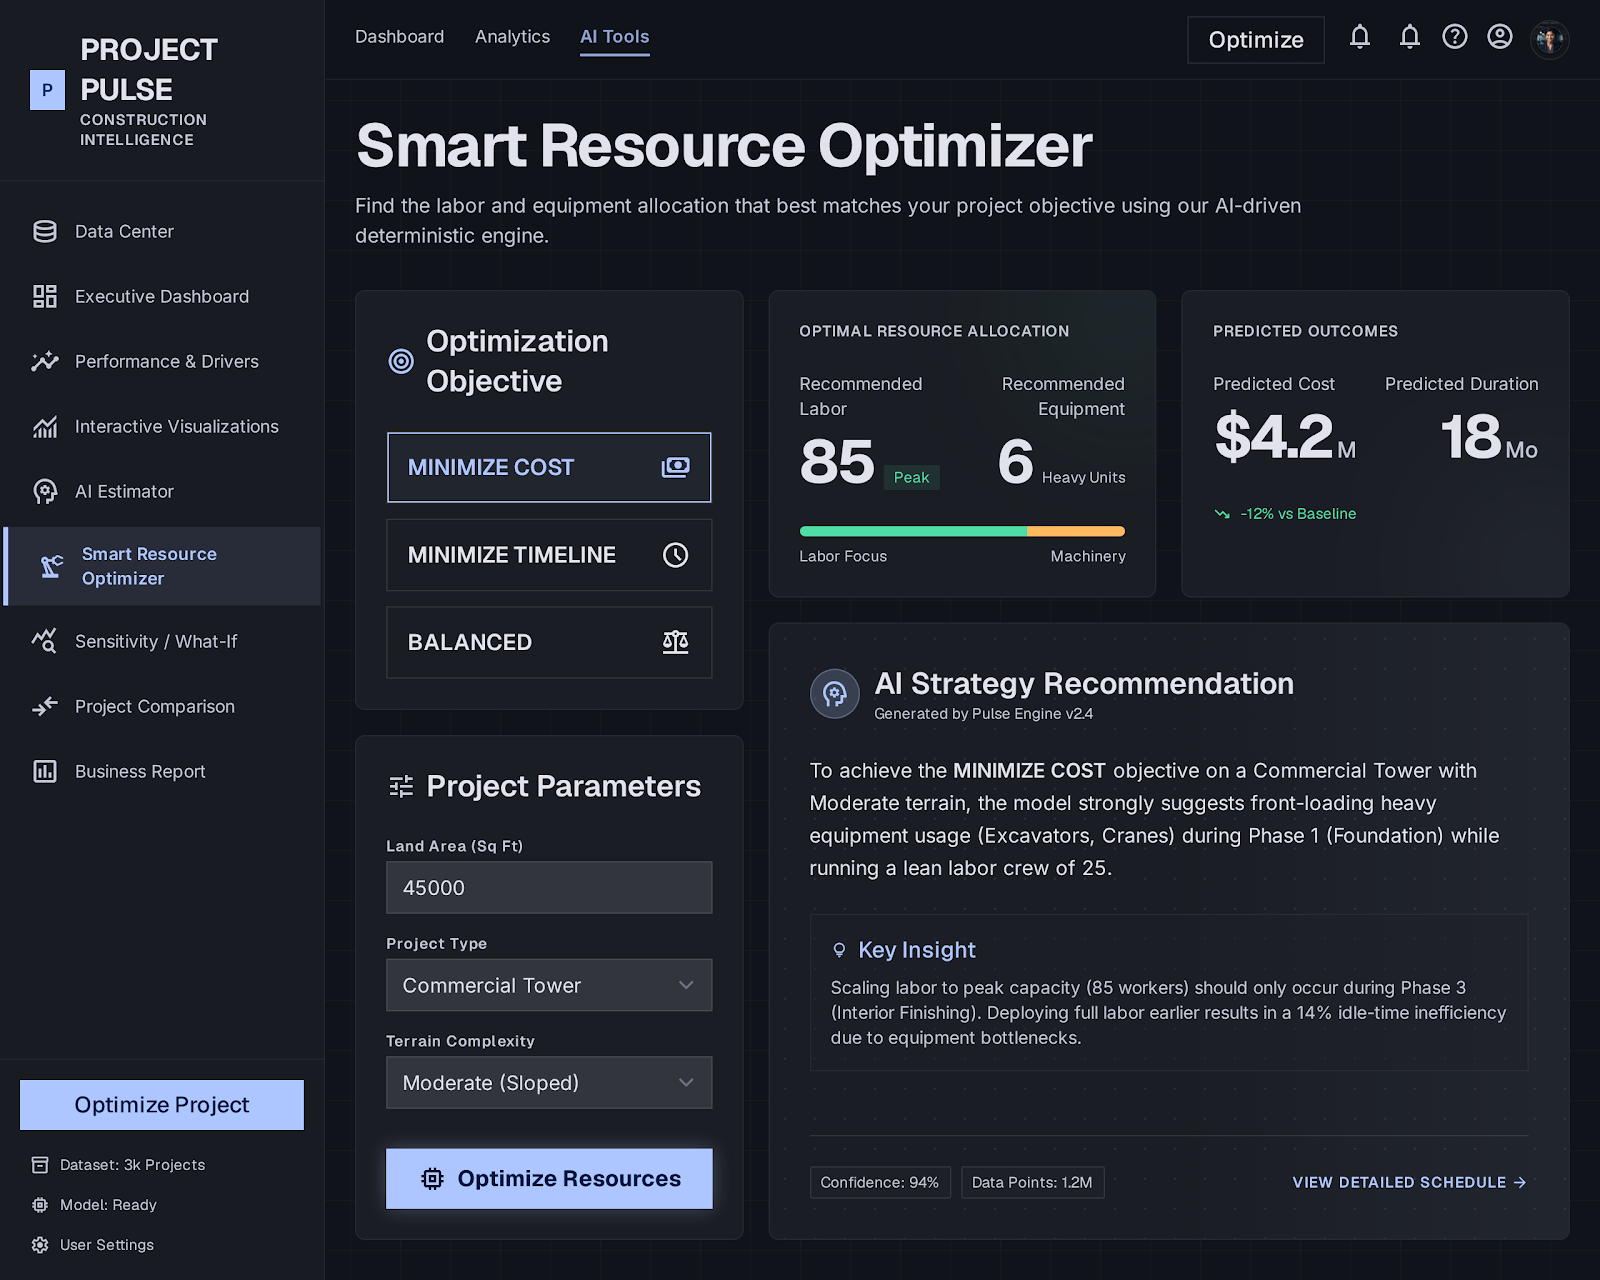 P
PROJECT
PULSE
CONSTRUCTION
INTELLIGENCE
Data Center
Executive Dashboard
Performance & Drivers
Interactive Visualizations
AI Estimator
Smart Resource
Optimizer
Sensitivity / What-If
Project Comparison
Business Report
Optimize Project
Dataset: 3k Projects
Model: Ready
User Settings
Dashboard
Analytics
AI Tools
Optimize
Smart Resource Optimizer
Find the labor and equipment allocation that best matches your project objective using our AI-driven
deterministic engine.
Optimization
Objective
MINIMIZE COST
MINIMIZE TIMELINE
BALANCED
Project Parameters
Land Area (Sq Ft)
45000
Project Type
Commercial Tower
Terrain Complexity
Moderate (Sloped)
Optimize Resources
OPTIMAL RESOURCE ALLOCATION
Recommended
Labor
85 Peak
Recommended
Equipment
6 Heavy Units
Labor Focus
Machinery
PREDICTED OUTCOMES
Predicted Cost
$4.2 M
Predicted Duration
18 Mo
-12% vs Baseline
AI Strategy Recommendation
Generated by Pulse Engine v2.4
To achieve the MINIMIZE COST objective on a Commercial Tower with
Moderate terrain, the model strongly suggests front-loading heavy
equipment usage (Excavators, Cranes) during Phase 1 (Foundation) while
running a lean labor crew of 25.
Key Insight
Scaling labor to peak capacity (85 workers) should only occur during Phase 3
(Interior Finishing). Deploying full labor earlier results in a 14% idle-time inefficiency
due to equipment bottlenecks.
Confidence: 94%
Data Points: 1.2M
VIEW DETAILED SCHEDULE →